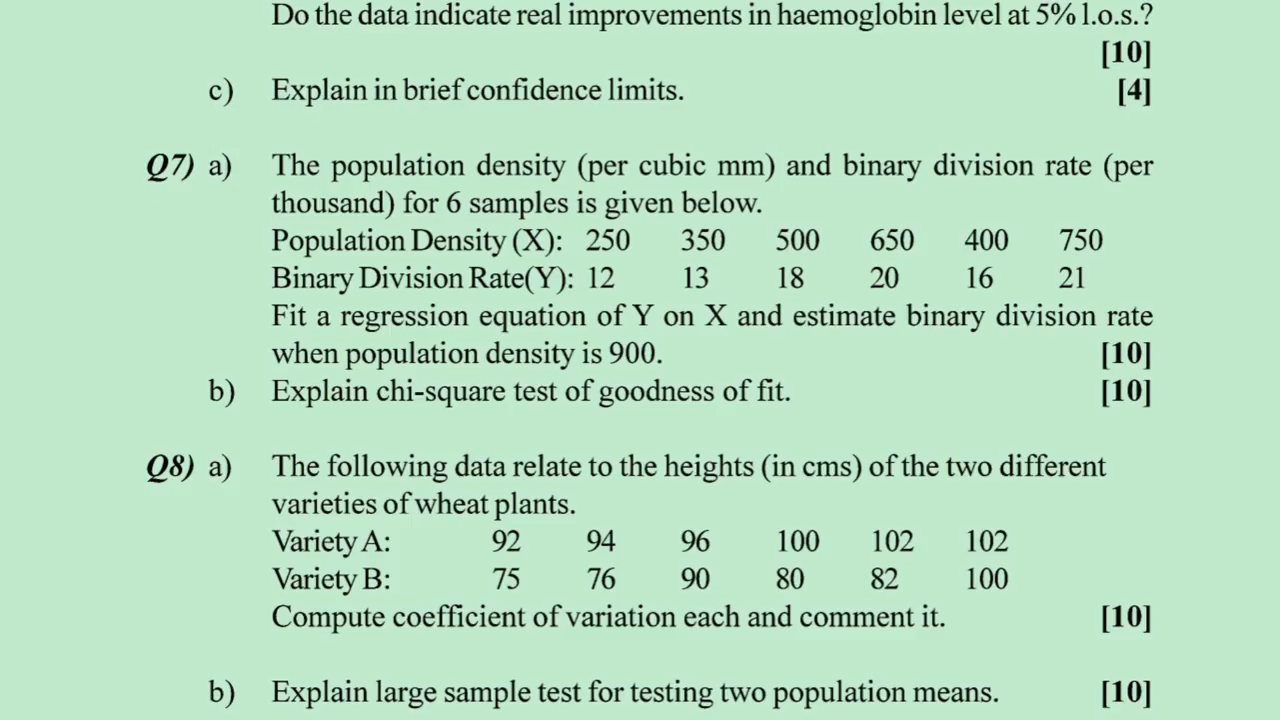 Do the data indicate real improvements in haemoglobin level at 5% l.o.s.?
[10]
c) Explain in brief confidence limits. [4]
Q7) a) The population density (per cubic mm) and binary division rate (per
thousand) for 6 samples is given below.
Population Density (X): 250 350 500 650 400 750
Binary Division Rate(Y): 12 13 18 20 16 21
Fit a regression equation of Y on X and estimate binary division rate
when population density is 900. [10]
b) Explain chi-square test of goodness of fit. [10]
Q8) a) The following data relate to the heights (in cms) of the two different
varieties of wheat plants.
Variety A: 92 94 96 100 102 102
Variety B: 75 76 90 80 82 100
Compute coefficient of variation each and comment it. [10]
b) Explain large sample test for testing two population means. [10]